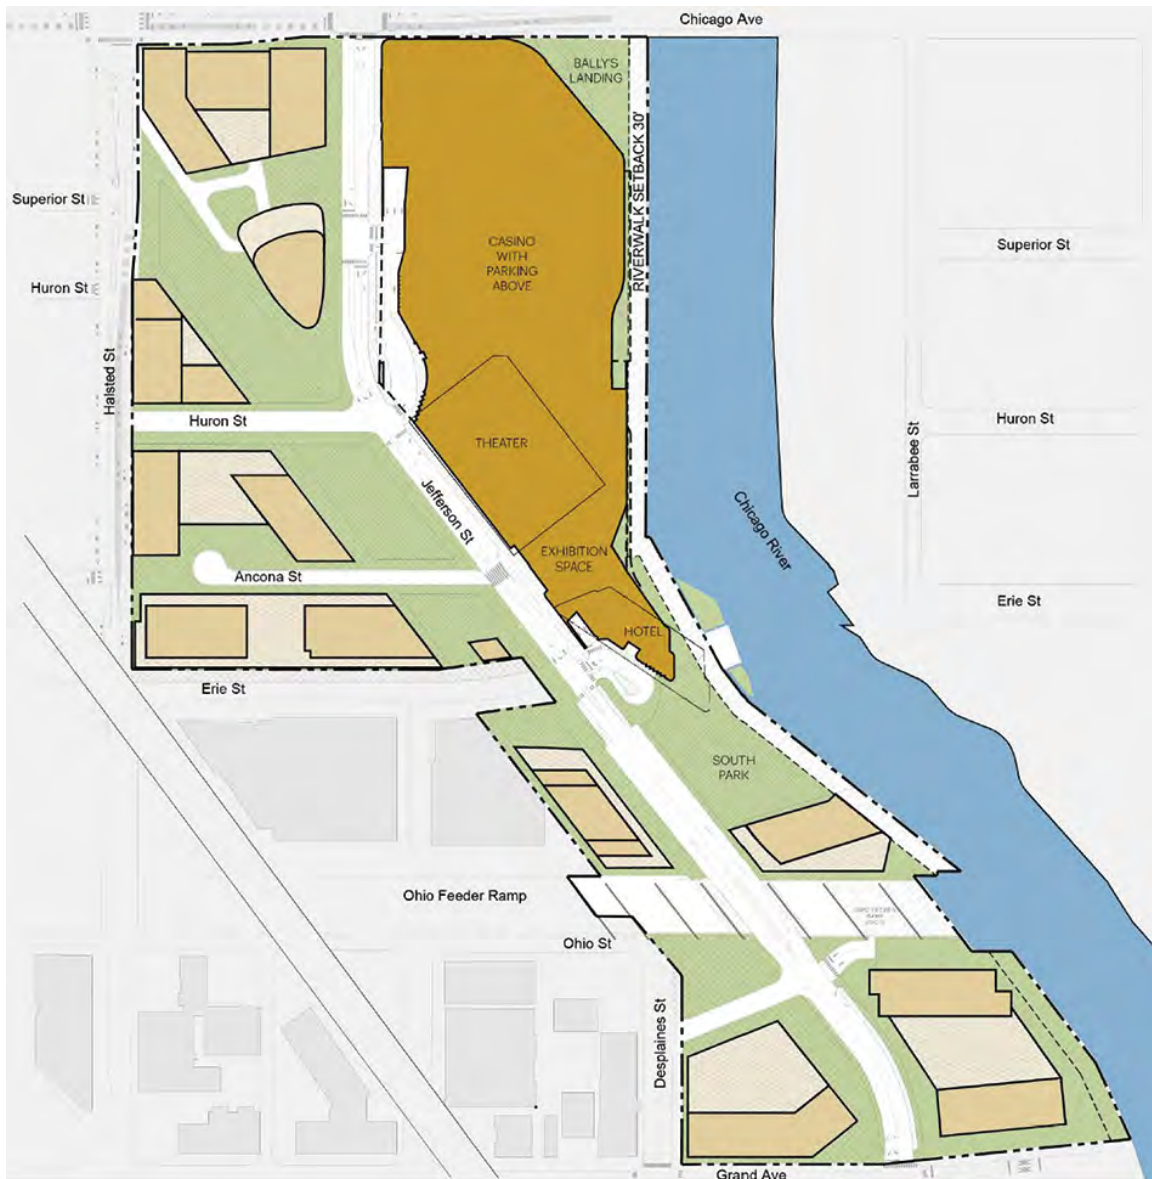 Chicago Ave
BALLY'S
LANDING
RIVERWALK SETBACK 30'
Superior St
Superior St
CASINO
WITH
PARKING
ABOVE
Huron St
Halsted St
Huron St
Huron St
THEATER
Larrabee St
Jefferson St
Chicago River
EXHIBITION
SPACE
Ancona St
Erie St
HOTEL
Erie St
SOUTH
PARK
Ohio Feeder Ramp
Ohio St
Desplaines St
Grand Ave